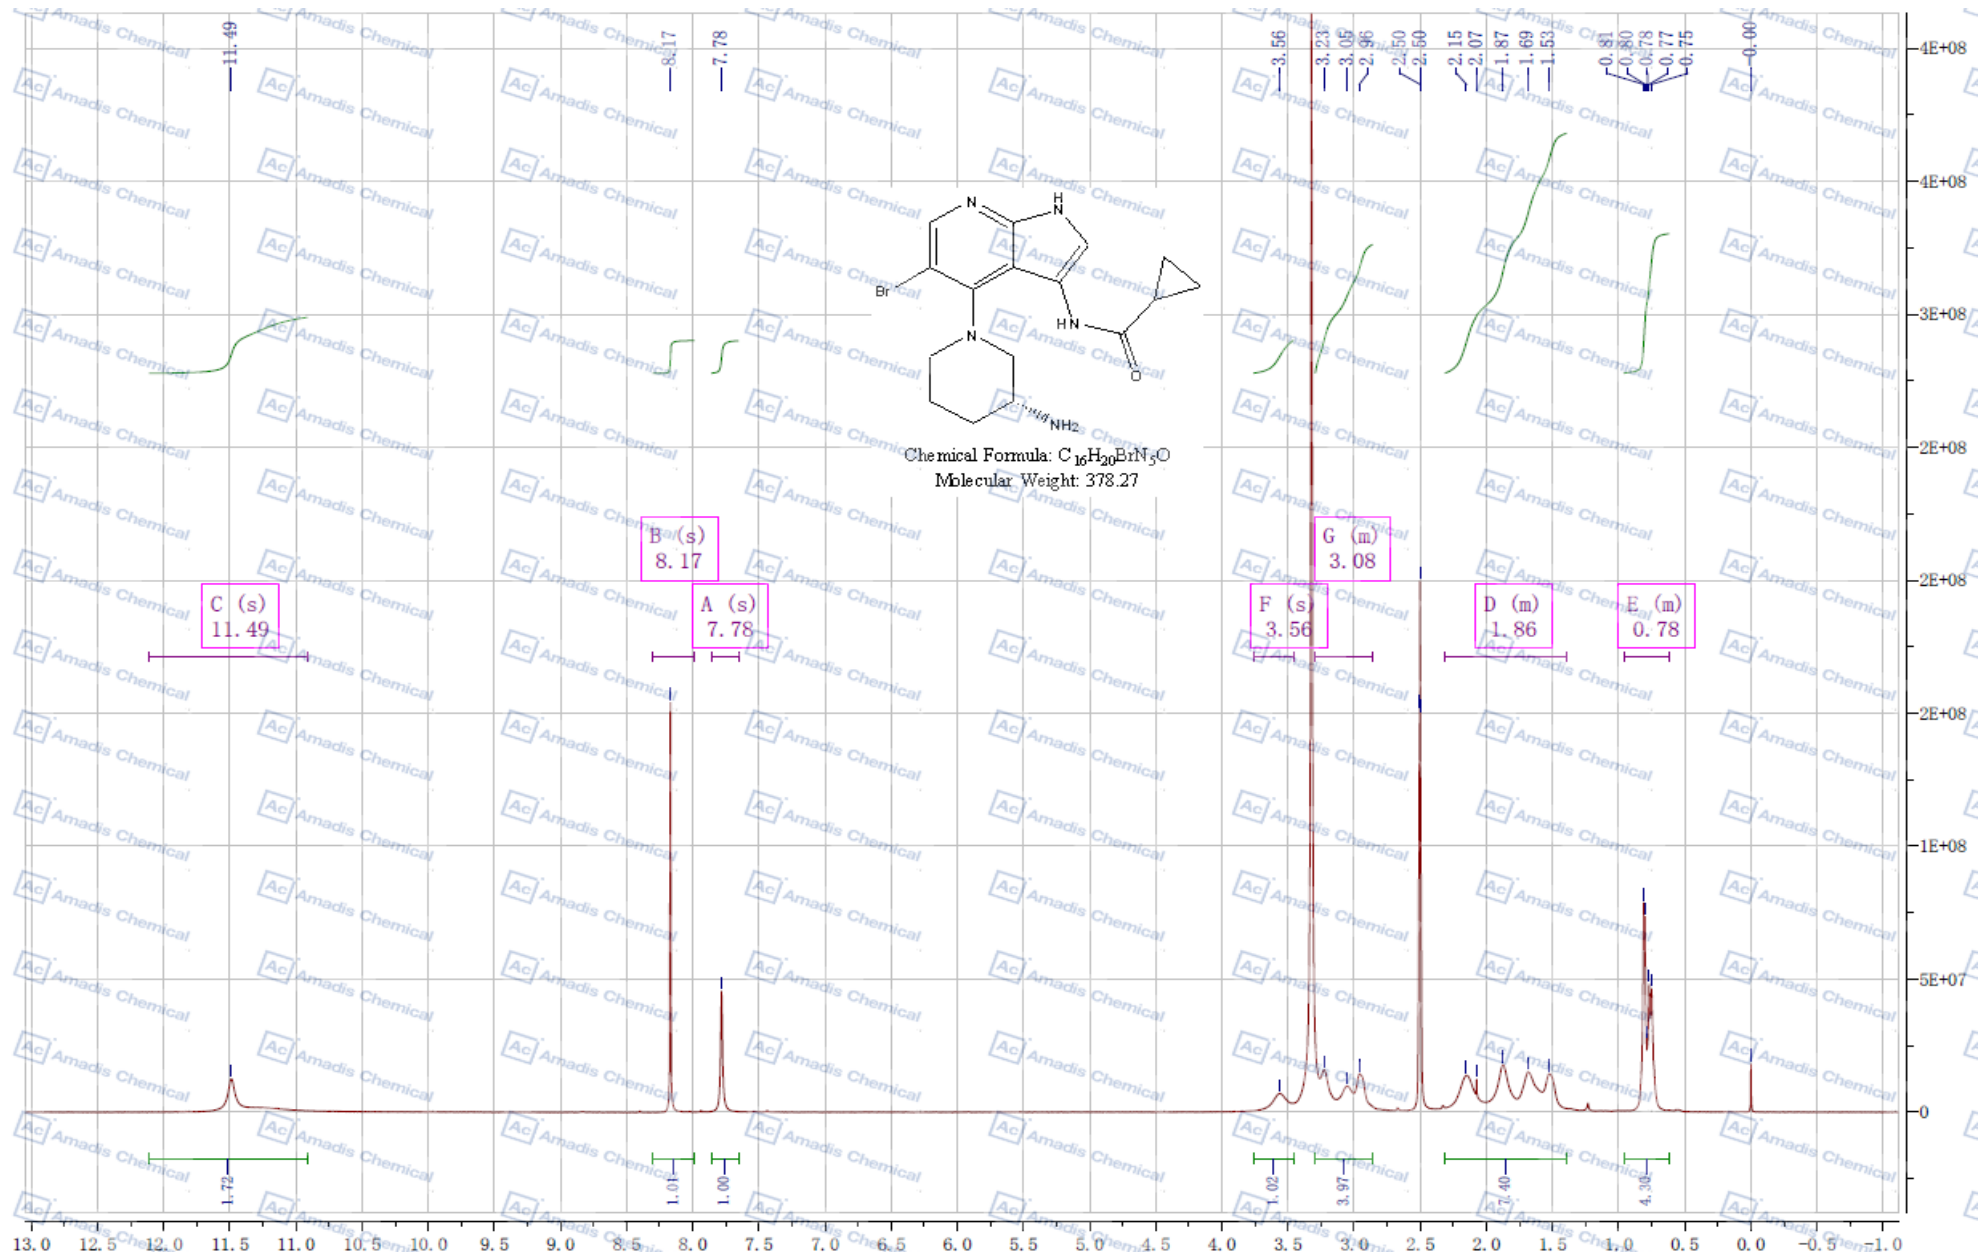 11.49
8.17
7.78
3.56
3.23
3.05
2.96
2.50
2.50
2.15
2.07
1.87
1.69
1.53
0.81
0.80
0.78
0.77
0.75
-0.00
4E+08
4E+08
3E+08
2E+08
2E+08
2E+08
1E+08
5E+07
0
N
H
N
Br
HN
N
O
NH2
Chemical Formula: C16H20BrN5O
Molecular Weight: 378.27
B (s)
8.17
G (m)
3.08
C (s)
11.49
A (s)
7.78
F (s)
3.56
D (m)
1.86
E (m)
0.78
1.72
1.01
1.00
1.02
3.97
7.40
4.30
13.0 12.5 12.0 11.5 11.0 10.5 10.0 9.5 9.0 8.5 8.0 7.5 7.0 6.5 6.0 5.5 5.0 4.5 4.0 3.5 3.0 2.5 2.0 1.5 1.0 0.5 0.0 -0.5 -1.0
Ac Amadis Chemical